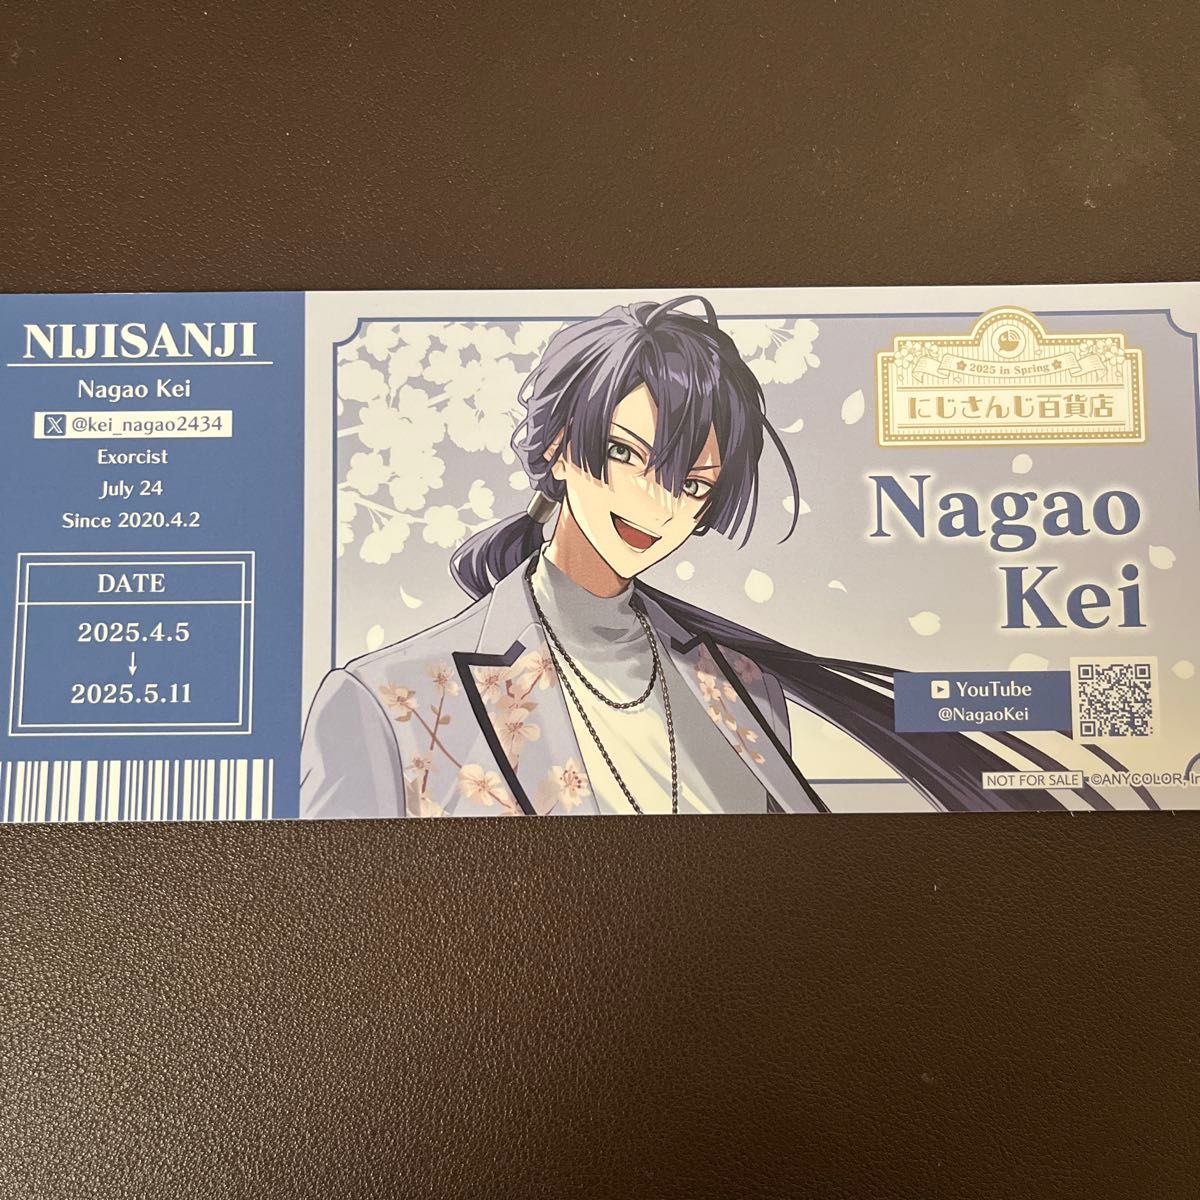 NIJISANJI
Nagao Kei
X @kei_nagao2434
Exorcist
July 24
Since 2020.4.2
DATE
2025.4.5
↓
2025.5.11
2025 in Spring
にじさんじ百貨店
Nagao
Kei
YouTube
@NagaoKei
NOT FOR SALE ©ANYCOLOR, In